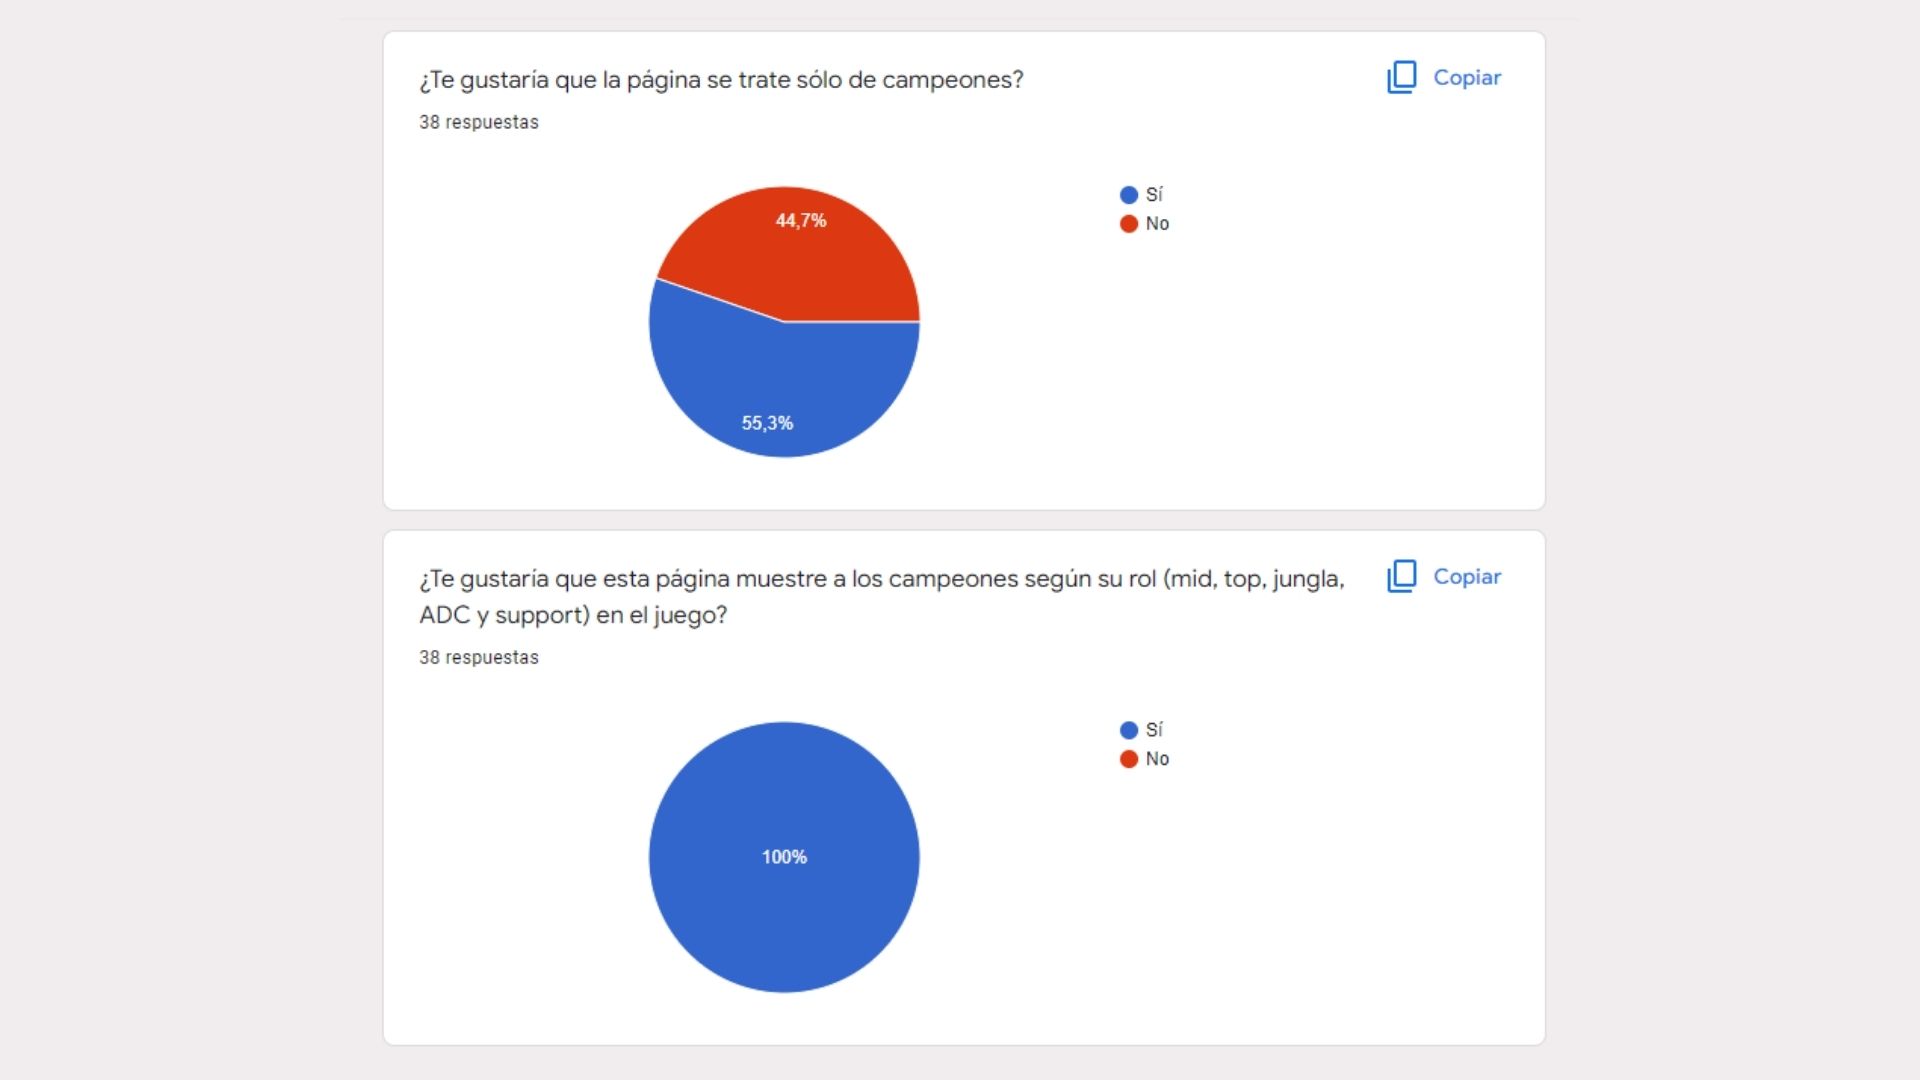 ¿Te gustaría que la página se trate sólo de campeones?
Copiar
38 respuestas
Sí
No
44,7%
55,3%
¿Te gustaría que esta página muestre a los campeones según su rol (mid, top, jungla,
ADC y support) en el juego?
Copiar
38 respuestas
Sí
No
100%